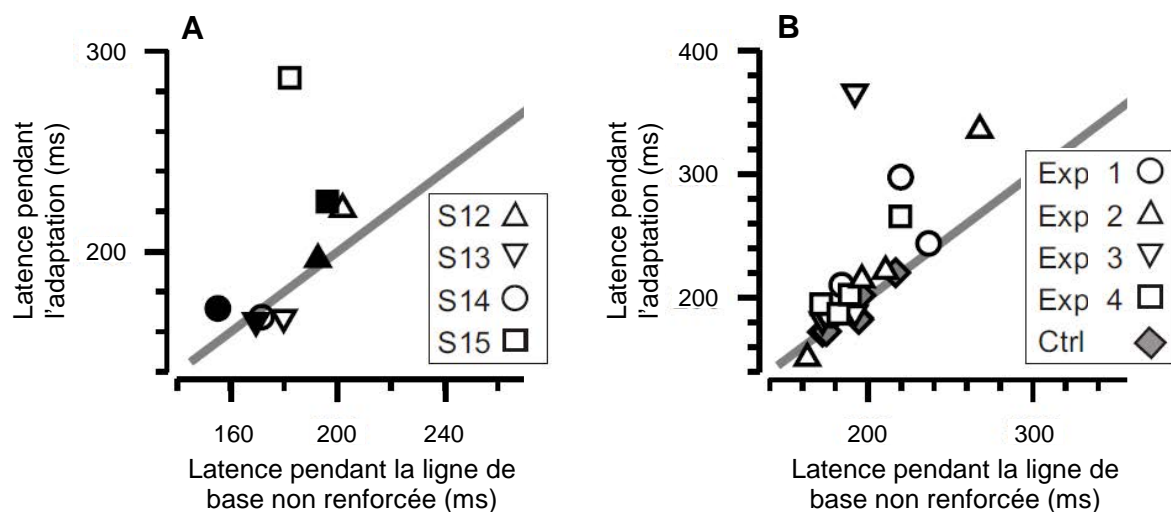 A
300
200
160
200
240
Latence pendant
l’adaptation (ms)
S12
S13
S14
S15
Latence pendant la ligne de
base non renforcée (ms)
B
400
300
200
200
300
Latence pendant
l’adaptation (ms)
Exp 1
Exp 2
Exp 3
Exp 4
Ctrl
Latence pendant la ligne de
base non renforcée (ms)